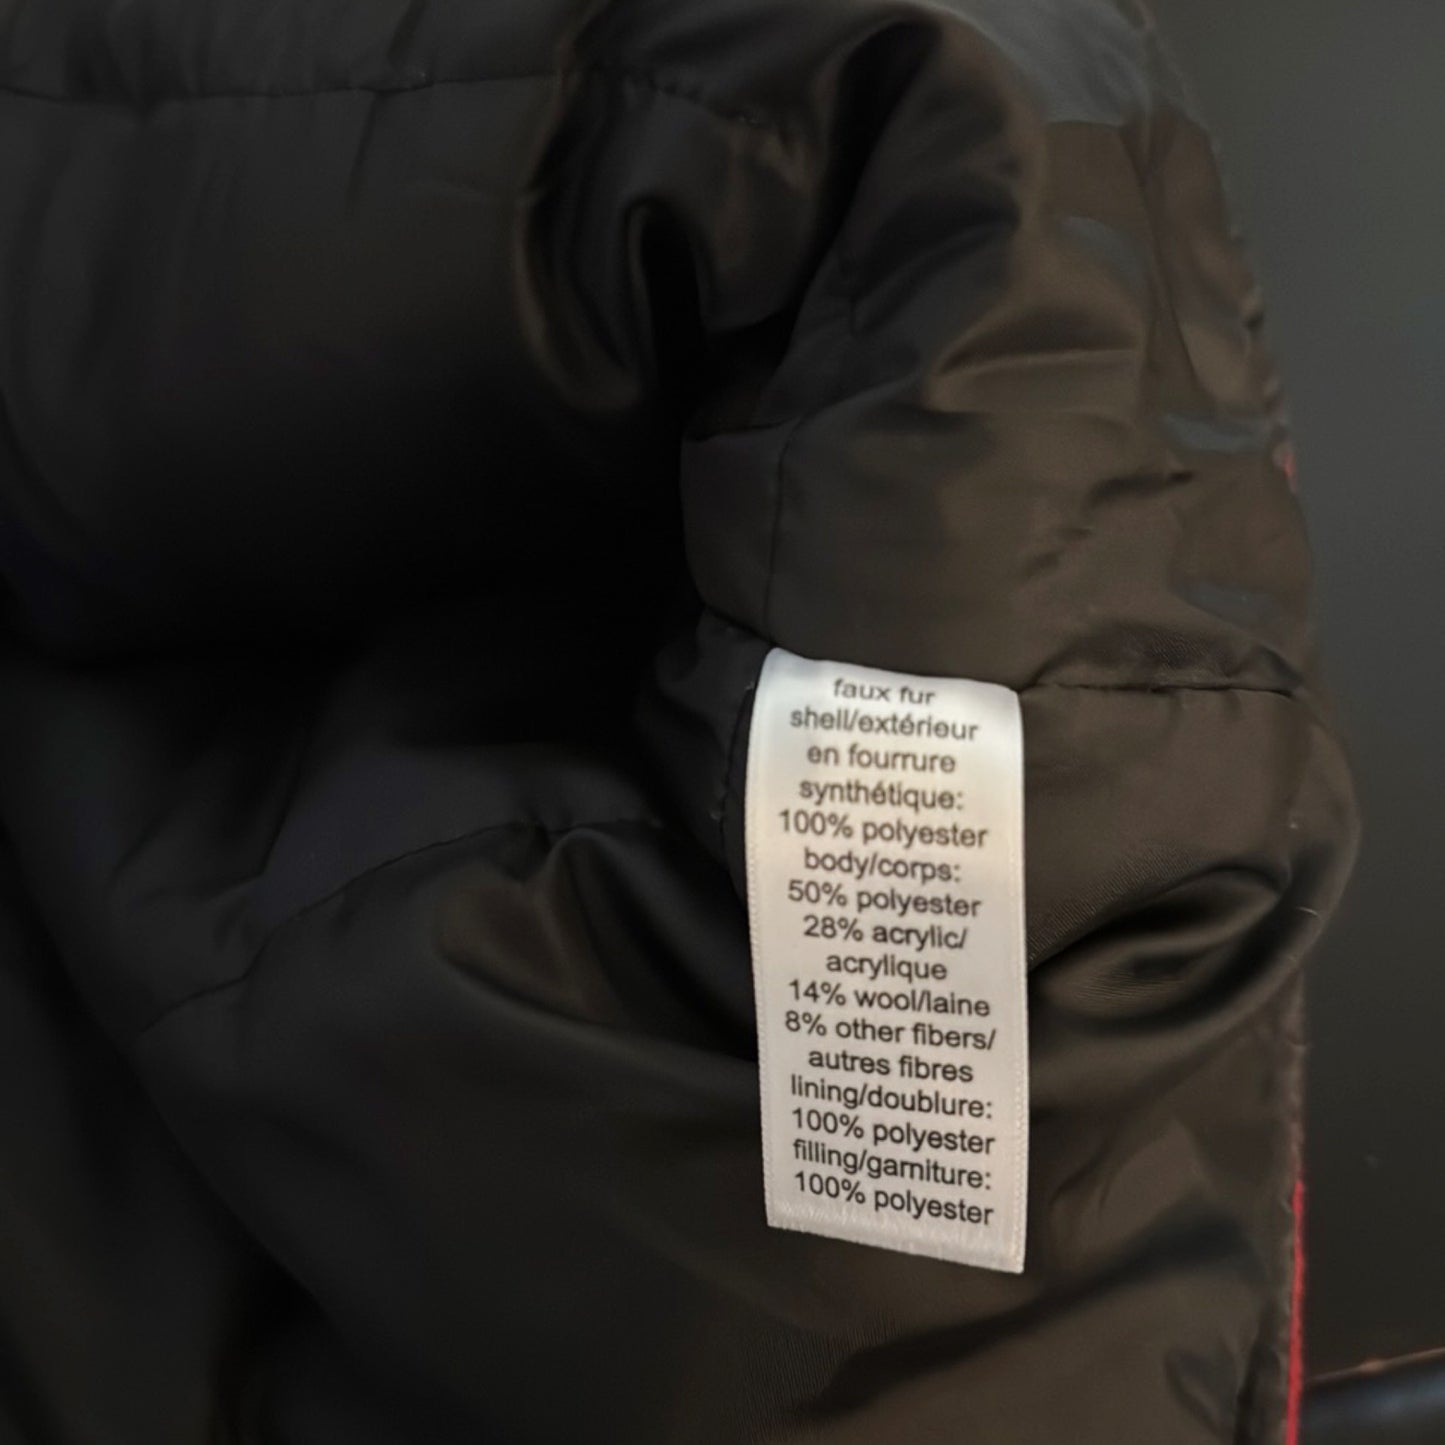 faux fur
shell/extérieur
en fourrure
synthétique:
100% polyester
body/corps:
50% polyester
28% acrylic/
acrylique
14% wool/laine
8% other fibers/
autres fibres
lining/doublure:
100% polyester
filling/garniture:
100% polyester